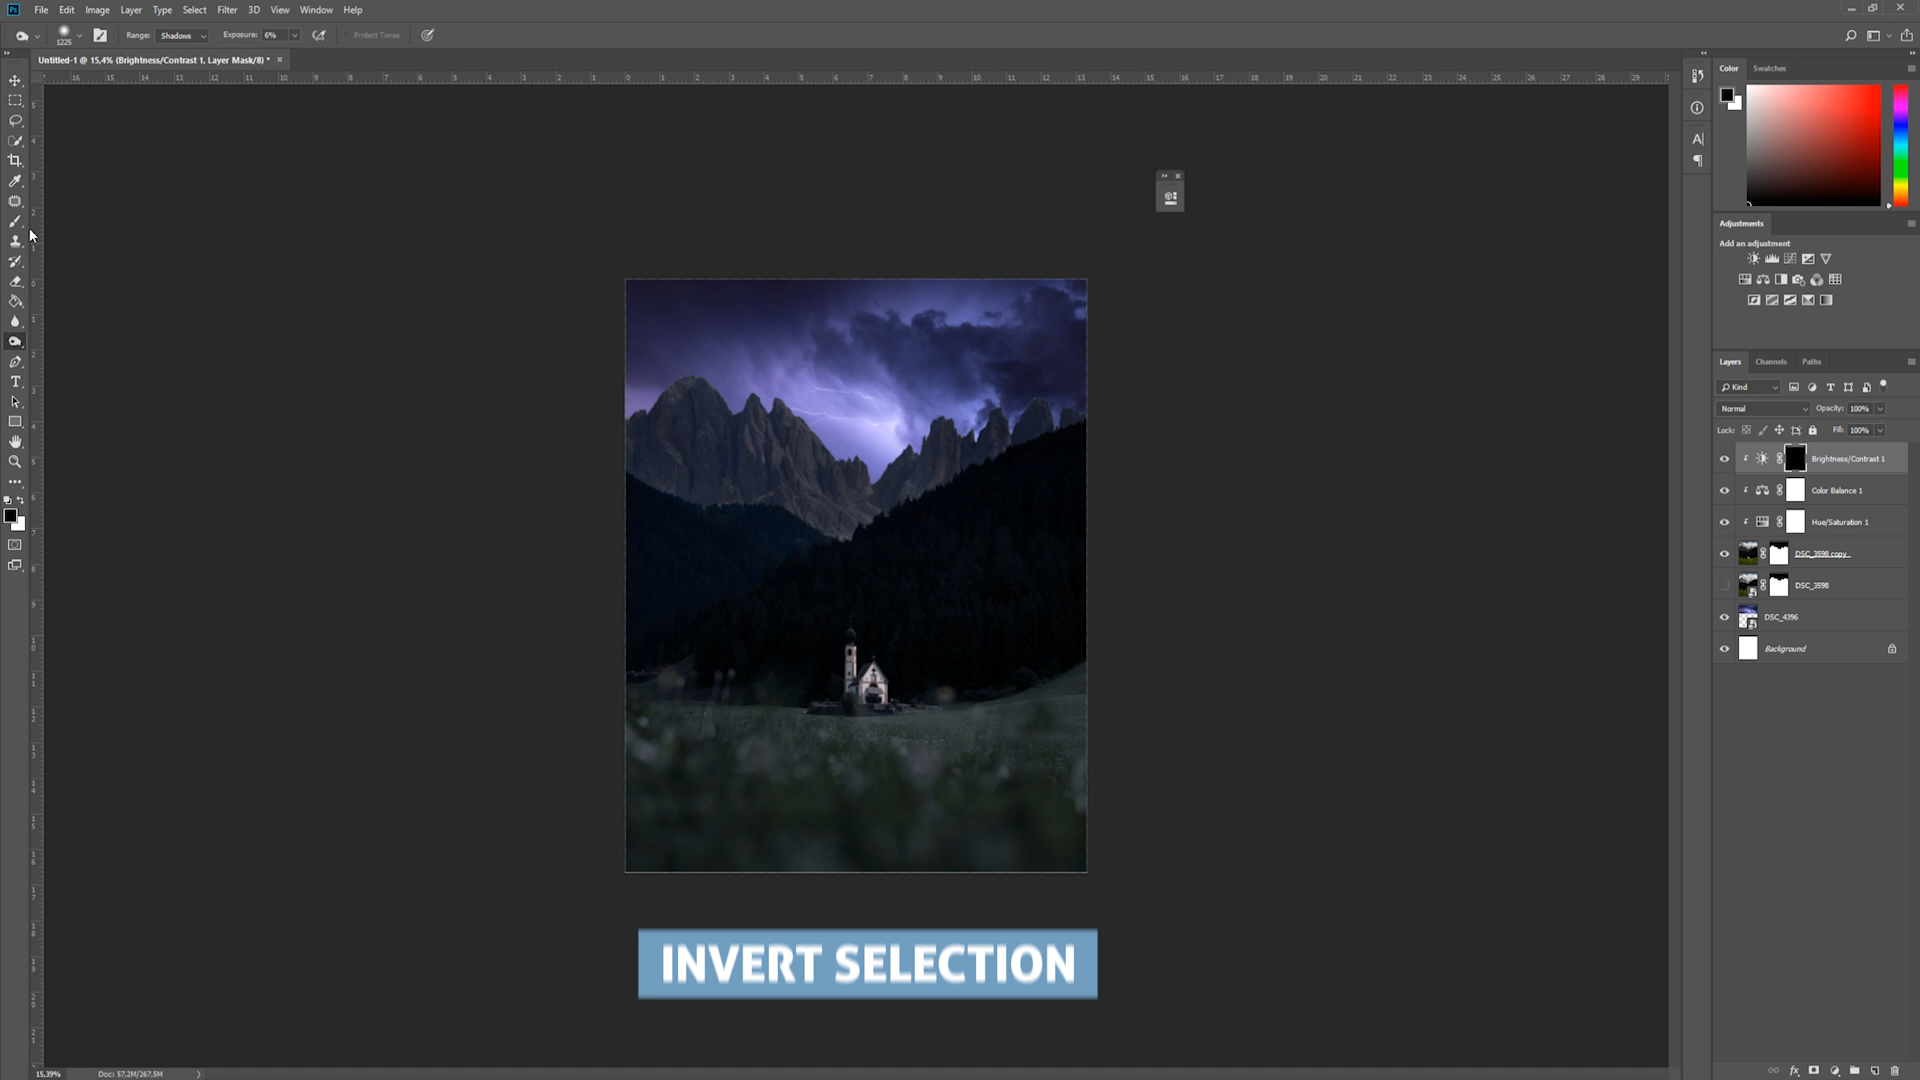 Ps File Edit Image Layer Type Select Filter 3D View Window Help
1225 Range: Shadows Exposure: 6% Protect Tones
Untitled-1 @ 15,4% (Brightness/Contrast 1, Layer Mask/8) *
Color Swatches
Adjustments
Add an adjustment
Layers Channels Paths
Kind
Normal Opacity: 100%
Lock: Fill: 100%
Brightness/Contrast 1
Color Balance 1
Hue/Saturation 1
DSC_3598 copy
DSC_3598
DSC_4396
Background
INVERT SELECTION
15,39% Doc: 57,2M/267,5M